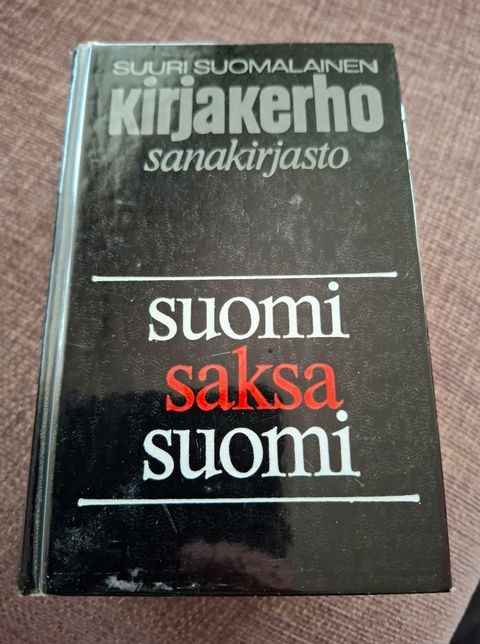 SUURI SUOMALAINEN
Kirjakerho
sanakirjasto
suomi
saksa
suomi